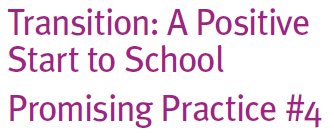 Transition: A Positive
Start to School
Promising Practice #4